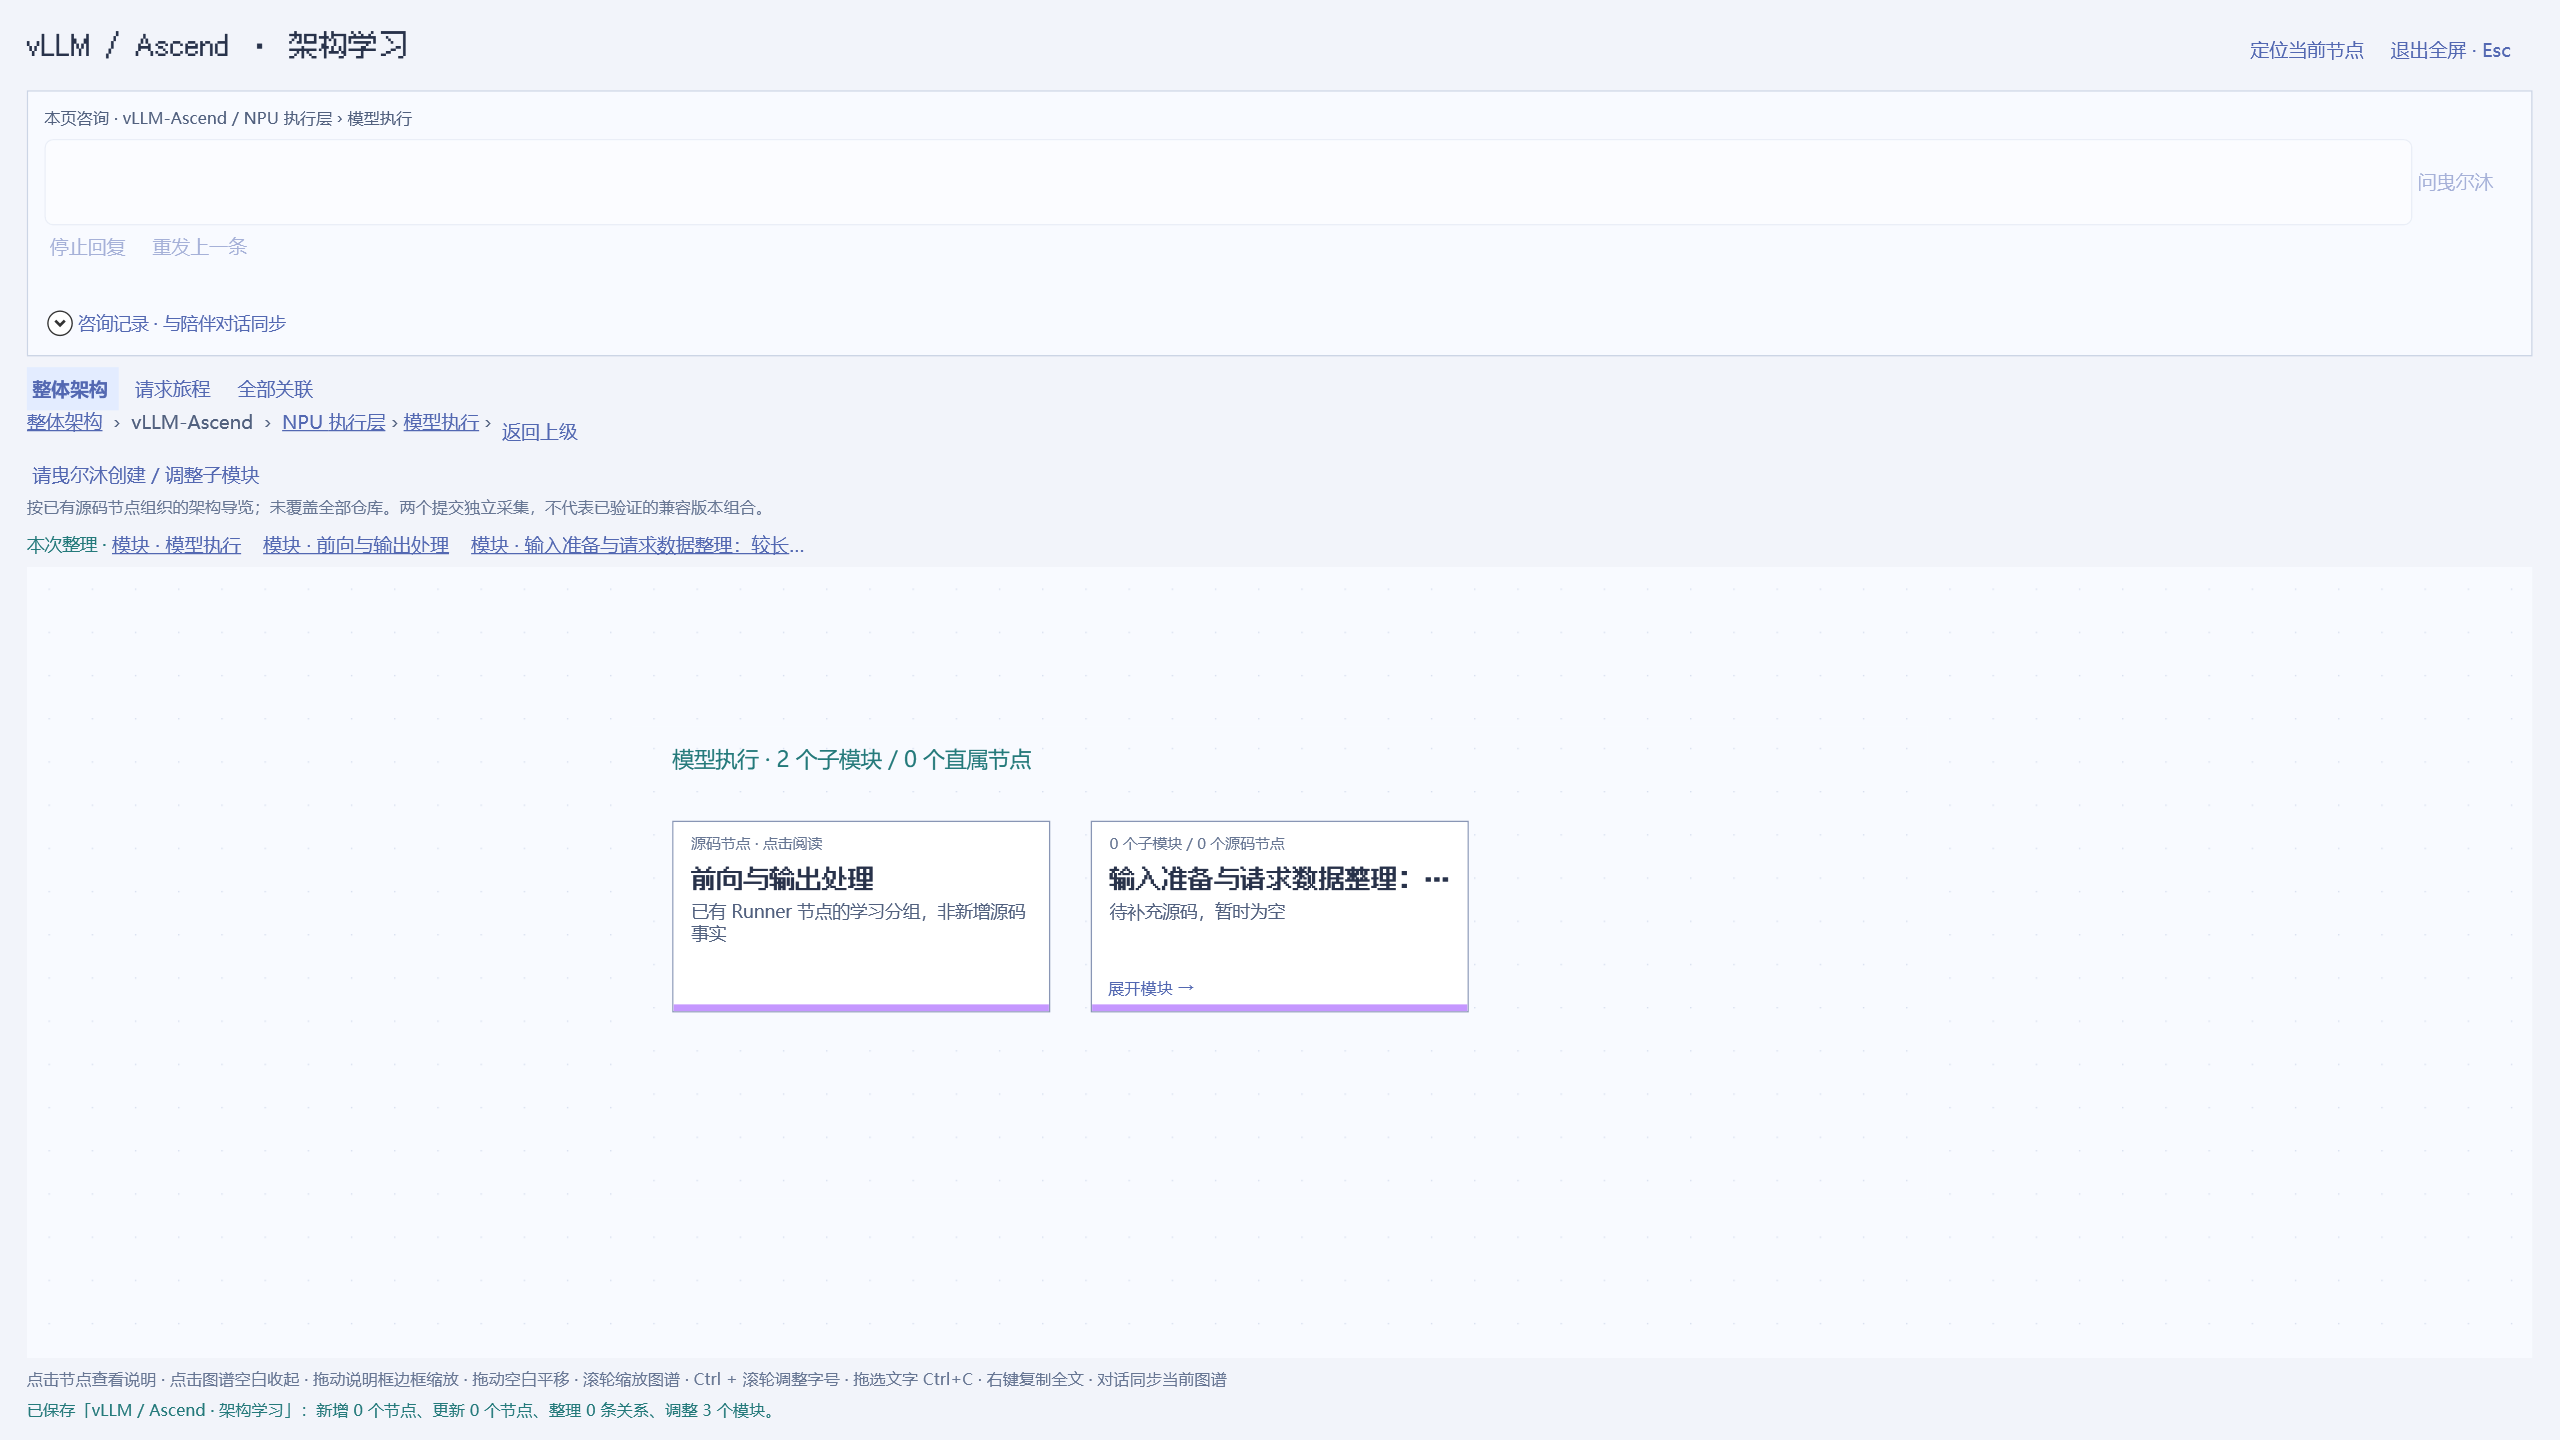 vLLM / Ascend · 架构学习
定位当前节点 退出全屏 · Esc
本页咨询 · vLLM-Ascend / NPU 执行层 › 模型执行
问曳尔沐
停止回复 重发上一条
咨询记录 · 与陪伴对话同步
整体架构 请求旅程 全部关联
整体架构 › vLLM-Ascend › NPU 执行层 › 模型执行 › 返回上级
请曳尔沐创建 / 调整子模块
按已有源码节点组织的架构导览；未覆盖全部仓库。两个提交独立采集，不代表已验证的兼容版本组合。
本次整理 · 模块 · 模型执行 模块 · 前向与输出处理 模块 · 输入准备与请求数据整理：较长...
模型执行 · 2 个子模块 / 0 个直属节点
源码节点 · 点击阅读
前向与输出处理
已有 Runner 节点的学习分组，非新增源码
事实
0 个子模块 / 0 个源码节点
输入准备与请求数据整理：…
待补充源码，暂时为空
展开模块 →
点击节点查看说明 · 点击图谱空白收起 · 拖动说明框边框缩放 · 拖动空白平移 · 滚轮缩放图谱 · Ctrl + 滚轮调整字号 · 拖选文字 Ctrl+C · 右键复制全文 · 对话同步当前图谱
已保存「vLLM / Ascend · 架构学习」：新增 0 个节点、更新 0 个节点、整理 0 条关系、调整 3 个模块。